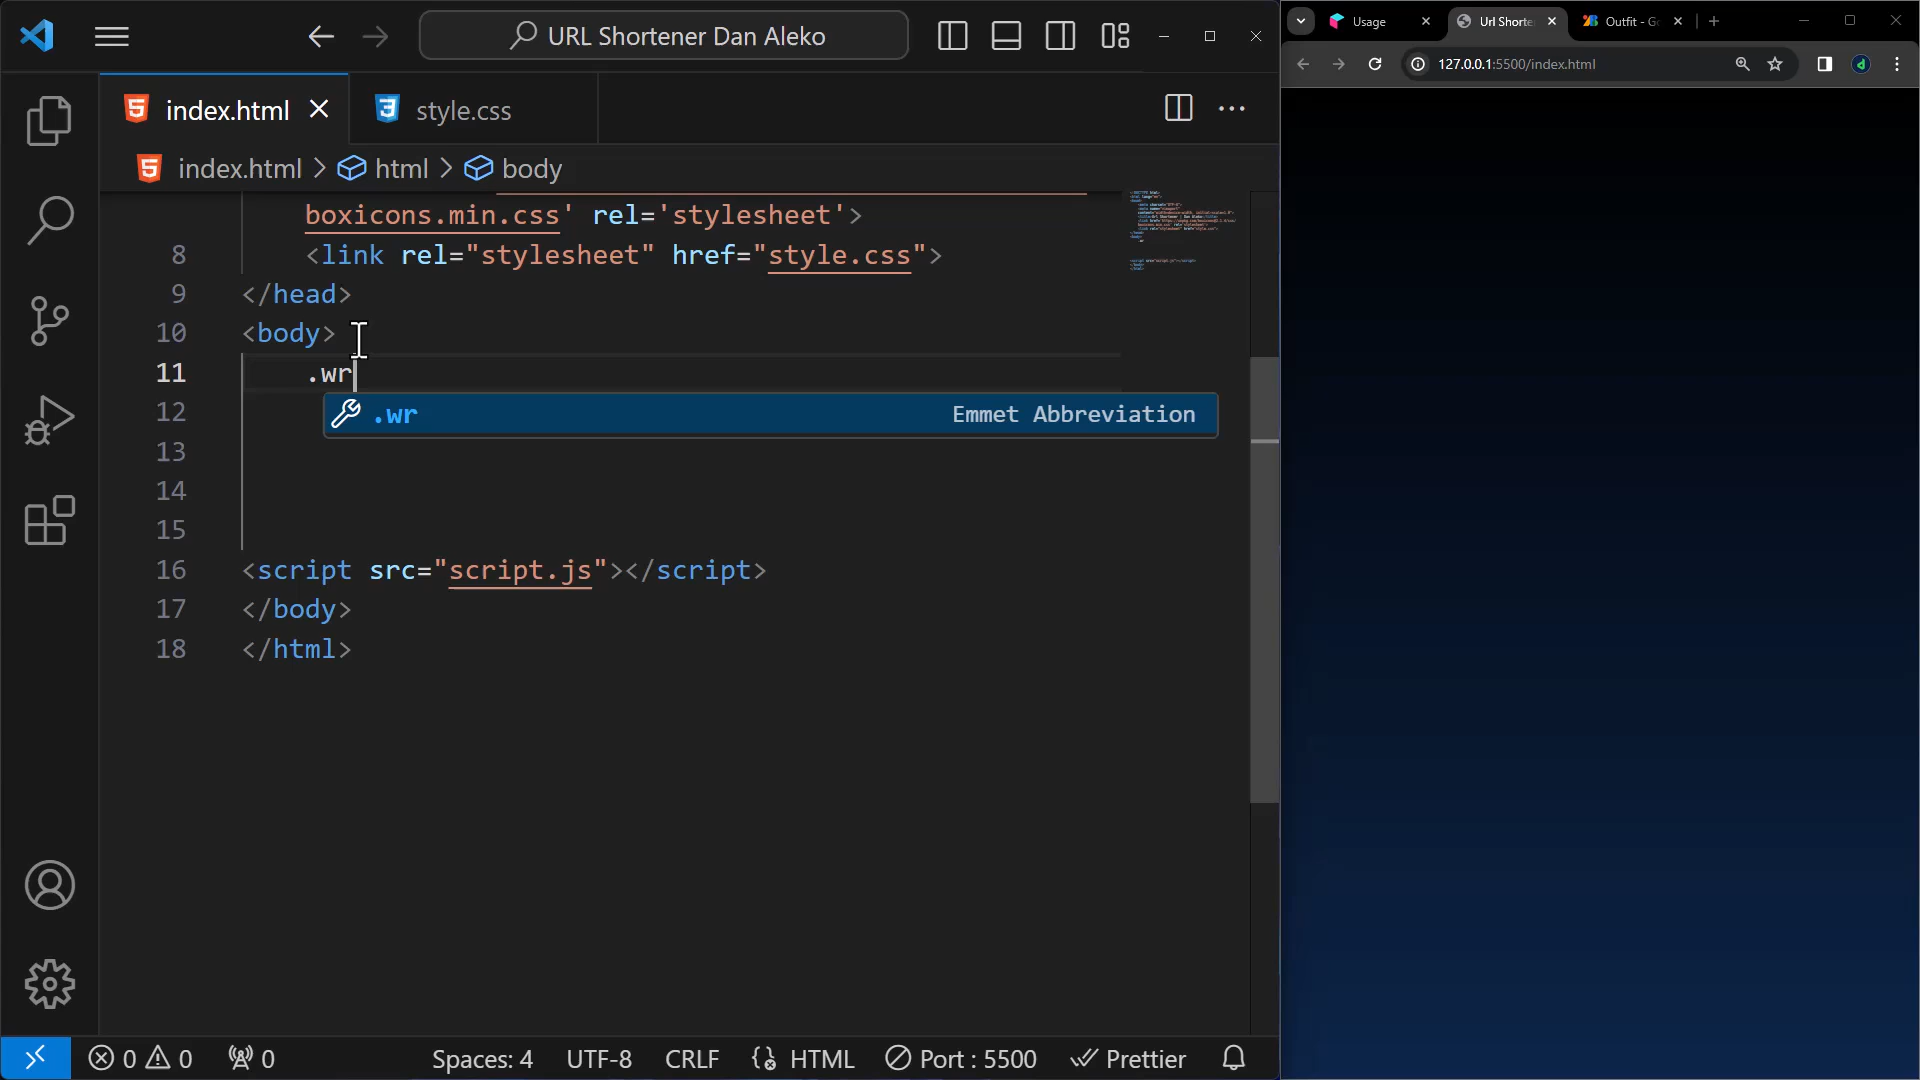 URL Shortener Dan Aleko
Usage
Url Shorte
Outfit - Go
127.0.0.1:5500/index.html
index.html
style.css
index.html > html > body
boxicons.min.css' rel='stylesheet'>
8 <link rel="stylesheet" href="style.css">
9 </head>
10 <body>
11 .wr
.wr Emmet Abbreviation
12
13
14
15
16 <script src="script.js"></script>
17 </body>
18 </html>
0 0 0 Spaces: 4 UTF-8 CRLF HTML Port : 5500 Prettier